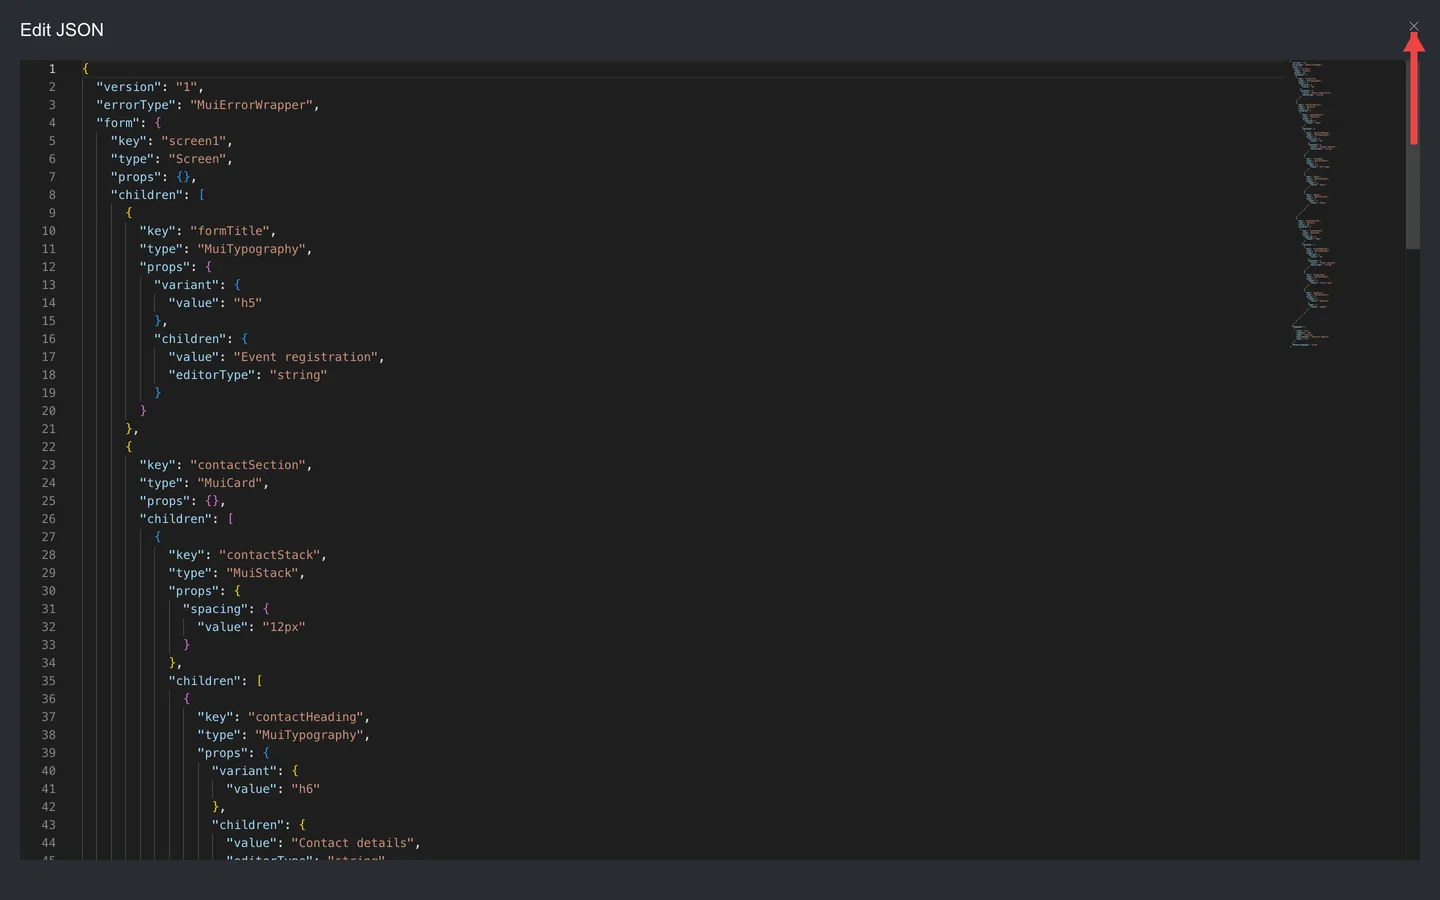 Edit JSON
1 {
2 "version": "1",
3 "errorType": "MuiErrorWrapper",
4 "form": {
5 "key": "screen1",
6 "type": "Screen",
7 "props": {},
8 "children": [
9 {
10 "key": "formTitle",
11 "type": "MuiTypography",
12 "props": {
13 "variant": {
14 "value": "h5"
15 },
16 "children": {
17 "value": "Event registration",
18 "editorType": "string"
19 }
20 }
21 },
22 {
23 "key": "contactSection",
24 "type": "MuiCard",
25 "props": {},
26 "children": [
27 {
28 "key": "contactStack",
29 "type": "MuiStack",
30 "props": {
31 "spacing": {
32 "value": "12px"
33 }
34 },
35 "children": [
36 {
37 "key": "contactHeading",
38 "type": "MuiTypography",
39 "props": {
40 "variant": {
41 "value": "h6"
42 },
43 "children": {
44 "value": "Contact details",
45 "editorType": "string"